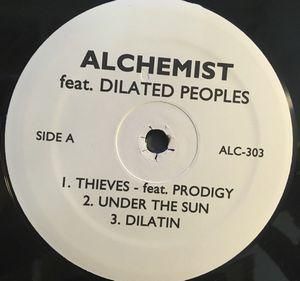 ALCHEMIST
feat. DILATED PEOPLES
SIDE A
ALC-303
1. THIEVES - feat. PRODIGY
2. UNDER THE SUN
3. DILATIN